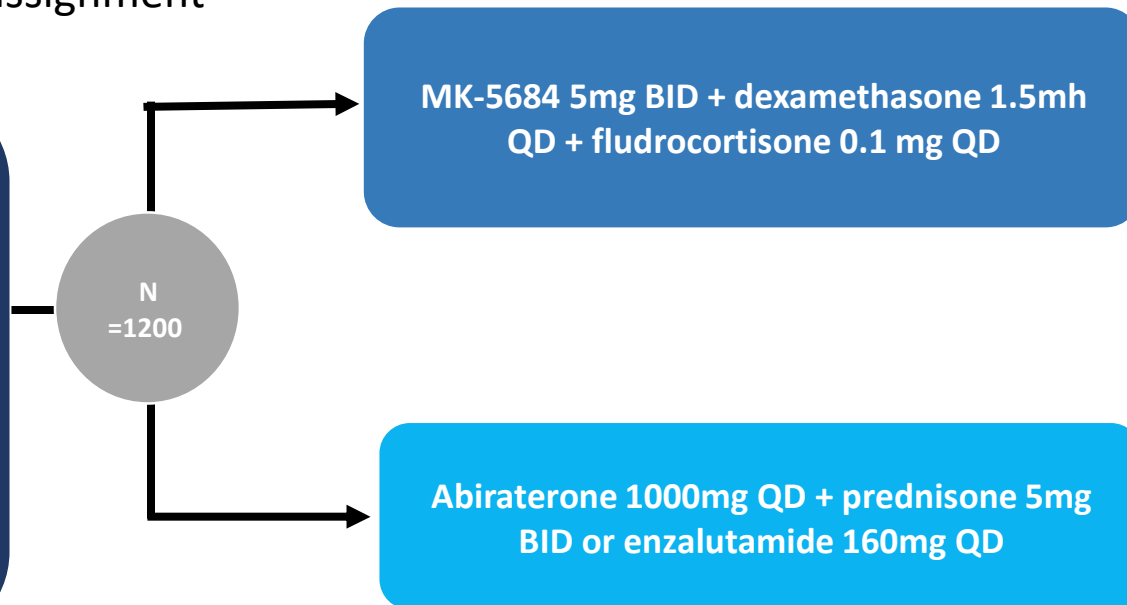 assignment
MK-5684 5mg BID + dexamethasone 1.5mh
QD + fludrocortisone 0.1 mg QD
N
=1200
Abiraterone 1000mg QD + prednisone 5mg
BID or enzalutamide 160mg QD